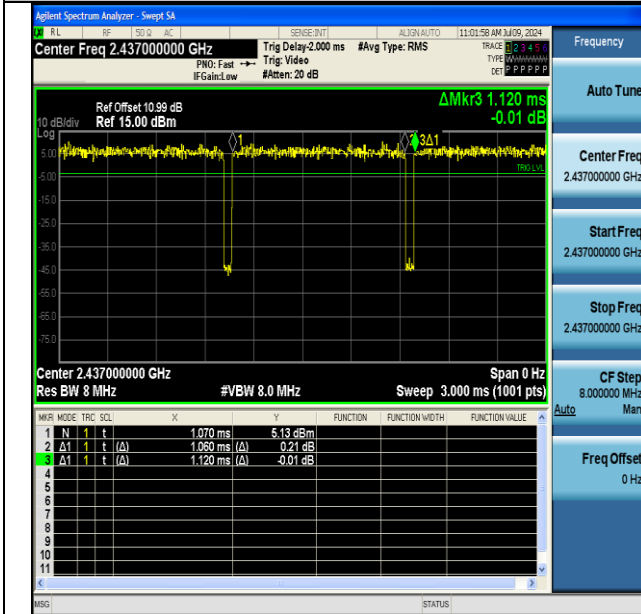 Agilent Spectrum Analyzer - Swept SA
RL RF 50 Ω AC SENSE:INT ALIGN AUTO 11:01:58 AM Jul 09, 2024
Center Freq 2.437000000 GHz
PNO: Fast
IFGain:Low
Trig Delay-2.000 ms
Trig: Video
#Atten: 20 dB
#Avg Type: RMS
TRACE 1 2 3 4 5 6
TYPE WWWWWW
DET P P P P P P
Frequency
Auto Tune
Center Freq
2.437000000 GHz
Start Freq
2.437000000 GHz
Stop Freq
2.437000000 GHz
CF Step
8.000000 MHz
Auto Man
Freq Offset
0 Hz
ΔMkr3 1.120 ms
-0.01 dB
Ref Offset 10.99 dB
10 dB/div Ref 15.00 dBm
Log
5.00
-5.00
-15.0
-25.0
-35.0
-45.0
-55.0
-65.0
-75.0
1
2 3Δ1
TRIG LVL
Center 2.437000000 GHz Span 0 Hz
Res BW 8 MHz #VBW 8.0 MHz Sweep 3.000 ms (1001 pts)
MKR MODE TRC SCL X Y FUNCTION FUNCTION WIDTH FUNCTION VALUE
1 N 1 t 1.070 ms 5.13 dBm
2 Δ1 1 t (Δ) 1.060 ms (Δ) 0.21 dB
3 Δ1 1 t (Δ) 1.120 ms (Δ) -0.01 dB
4
5
6
7
8
9
10
11
MSG STATUS